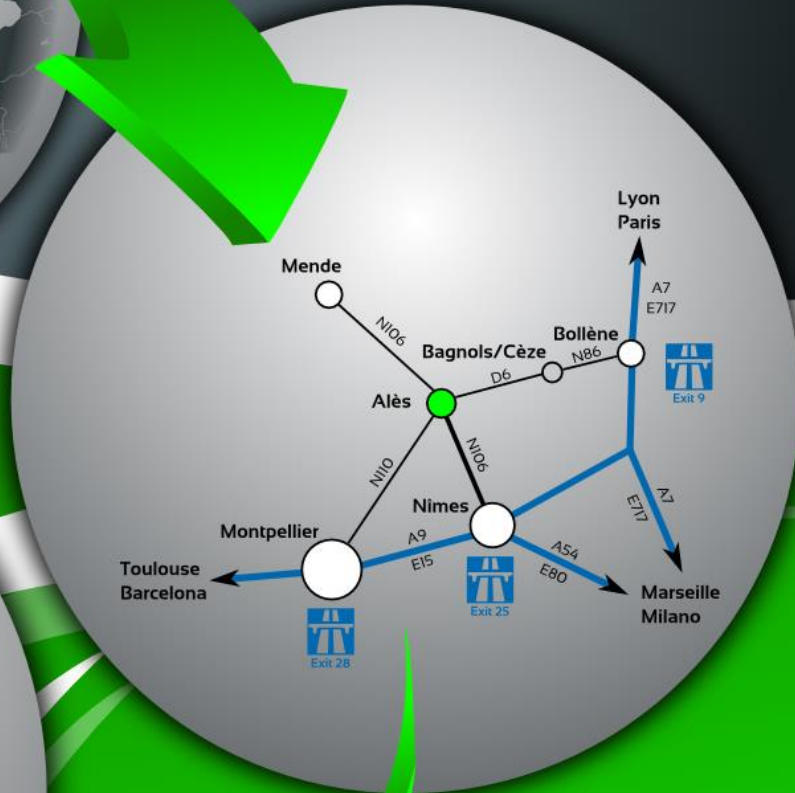 Lyon
Paris
A7
E717
Mende
N106
Bollène
N86
Bagnols/Cèze
D6
Exit 9
Alès
N110
N106
Nîmes
A7
E717
Montpellier
A9
E15
A54
E80
Toulouse
Barcelona
Marseille
Milano
Exit 25
Exit 28